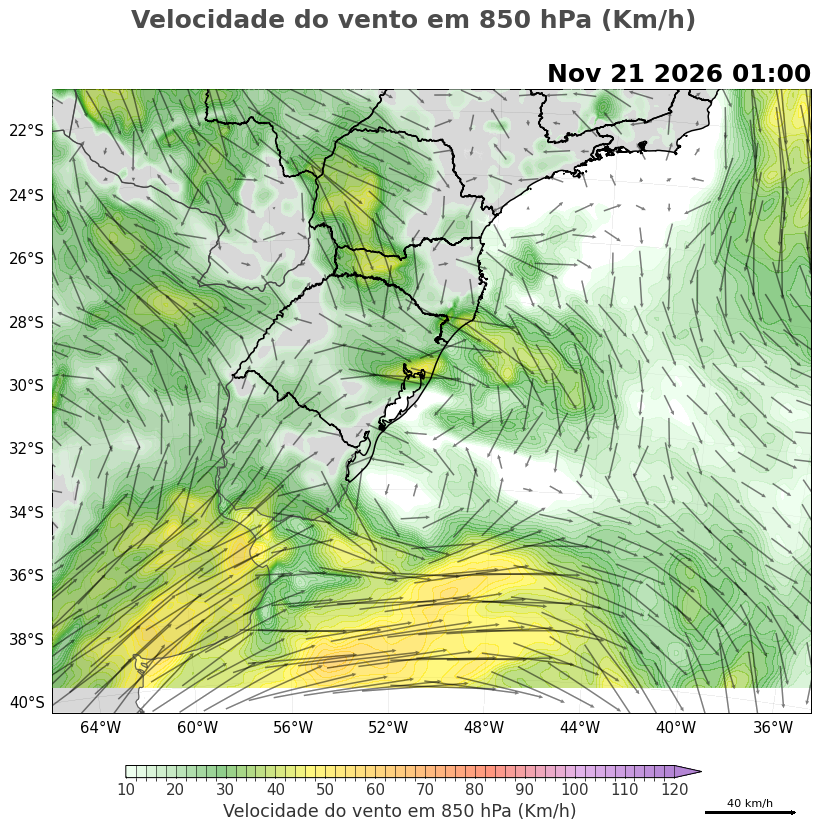 Velocidade do vento em 850 hPa (Km/h)
Nov 21 2026 01:00
22°S
24°S
26°S
28°S
30°S
32°S
34°S
36°S
38°S
40°S
64°W 60°W 56°W 52°W 48°W 44°W 40°W 36°W
10 20 30 40 50 60 70 80 90 100 110 120
Velocidade do vento em 850 hPa (Km/h)
40 km/h